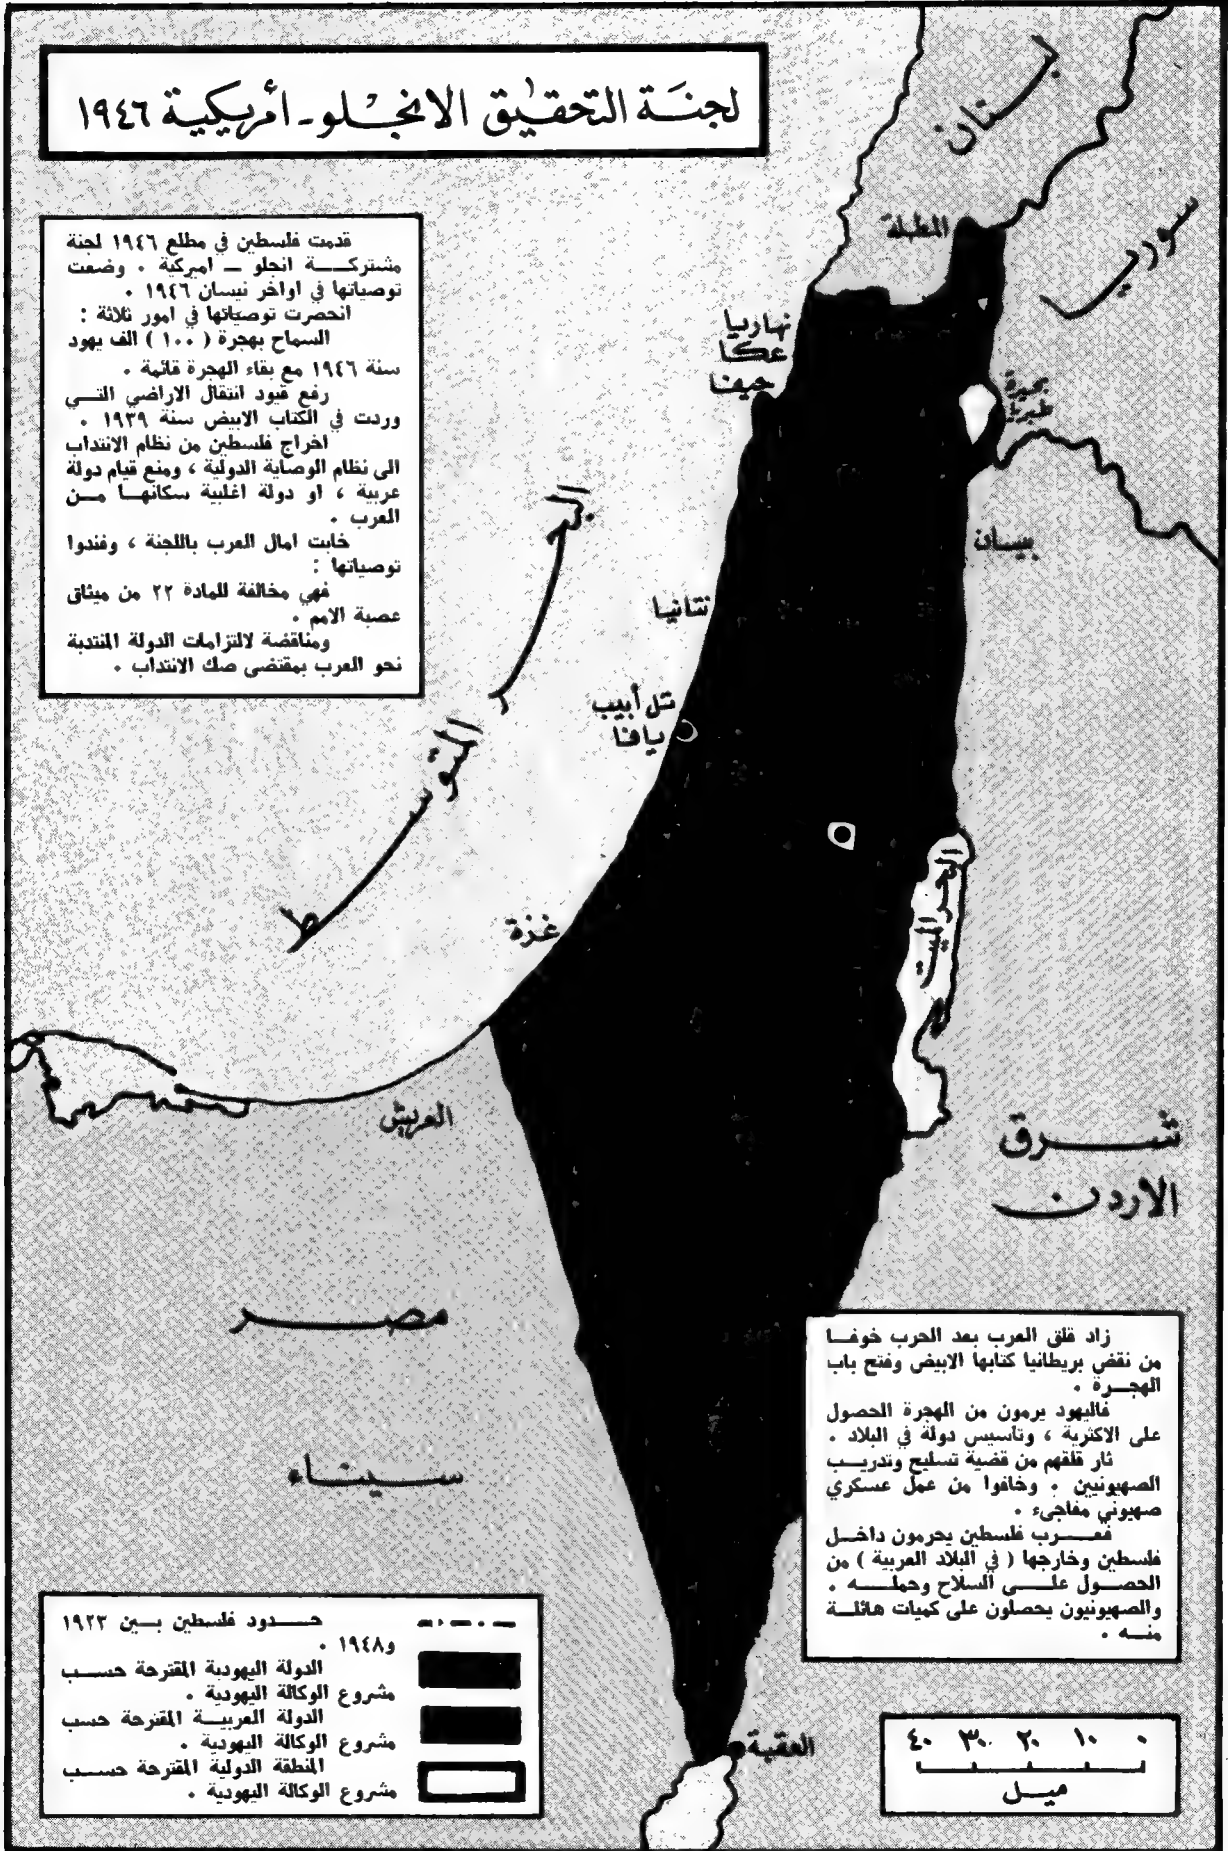 لجنة التحقيق الانجلو - أمريكية ١٩٤٦
قدمت فلسطين في مطلع ١٩٤٦ لجنة
مشتركة انجلو – اميركية . وضعت
توصياتها في اواخر نيسان ١٩٤٦ .
انحصرت توصياتها في امور ثلاثة :
السماح بهجرة ( ١٠٠ ) الف يهود
سنة ١٩٤٦ مع بقاء الهجرة قائمة .
رفع قيود انتقال الاراضي التي
وردت في الكتاب الابيض سنة ١٩٣٩ .
اخراج فلسطين من نظام الانتداب
الى نظام الوصاية الدولية ، ومنع قيام دولة
عربية ، او دولة اغلبية سكانها من
العرب .
خابت امال العرب باللجنة ، وفندوا
توصياتها :
فهي مخالفة للمادة ٢٢ من ميثاق
عصبة الامم .
ومناقضة لالتزامات الدولة المنتدبة
نحو العرب بمقتضى صك الانتداب .
سوريا
المطلة
نهاريا
عكا
حيفا
بحيرة
طبريا
بيسان
نتانيا
تل أبيب
يافا
البحر المتوسط
غزة
البحر الميت
العريش
شرق
الأردن
مصر
سيناء
زاد قلق العرب بعد الحرب خوفا
من نقض بريطانيا كتابها الابيض وفتح باب
الهجرة .
فاليهود يرمون من الهجرة الحصول
على الاكثرية ، وتأسيس دولة في البلاد .
ثار قلقهم من قضية تسليح وتدريب
الصهيونيين . وخافوا من عمل عسكري
صهيوني مفاجىء .
فعرب فلسطين يحرمون داخل
فلسطين وخارجها ( في البلاد العربية ) من
الحصول على السلاح وحمله .
والصهيونيون يحصلون على كميات هائلة
منه .
حدود فلسطين بين ١٩٢٣
و١٩٤٨ .
الدولة اليهودية المقترحة حسب
مشروع الوكالة اليهودية .
الدولة العربية المقترحة حسب
مشروع الوكالة اليهودية .
المنطقة الدولية المقترحة حسب
مشروع الوكالة اليهودية .
العقبة
٠ ١٠ ٢٠ ٣٠ ٤٠
ميل